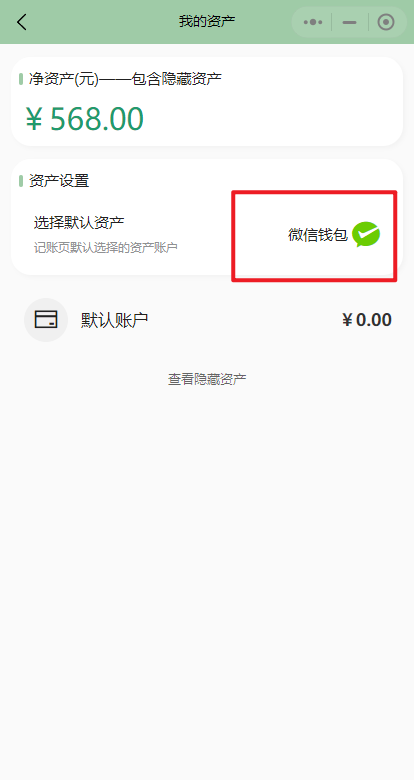 我的资产
净资产(元)——包含隐藏资产
¥ 568.00
资产设置
选择默认资产
记账页默认选择的资产账户
微信钱包
默认账户
¥ 0.00
查看隐藏资产